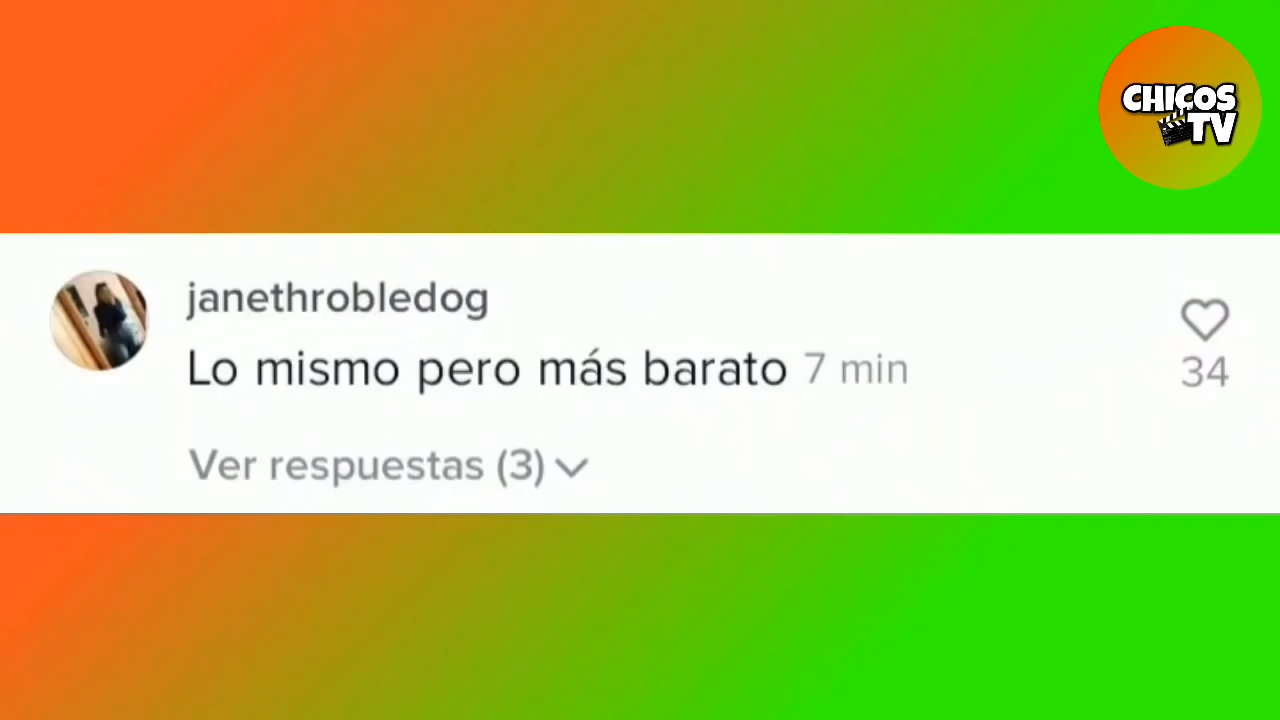 CHICOS
TV
janethrobledog
Lo mismo pero más barato 7 min
34
Ver respuestas (3)